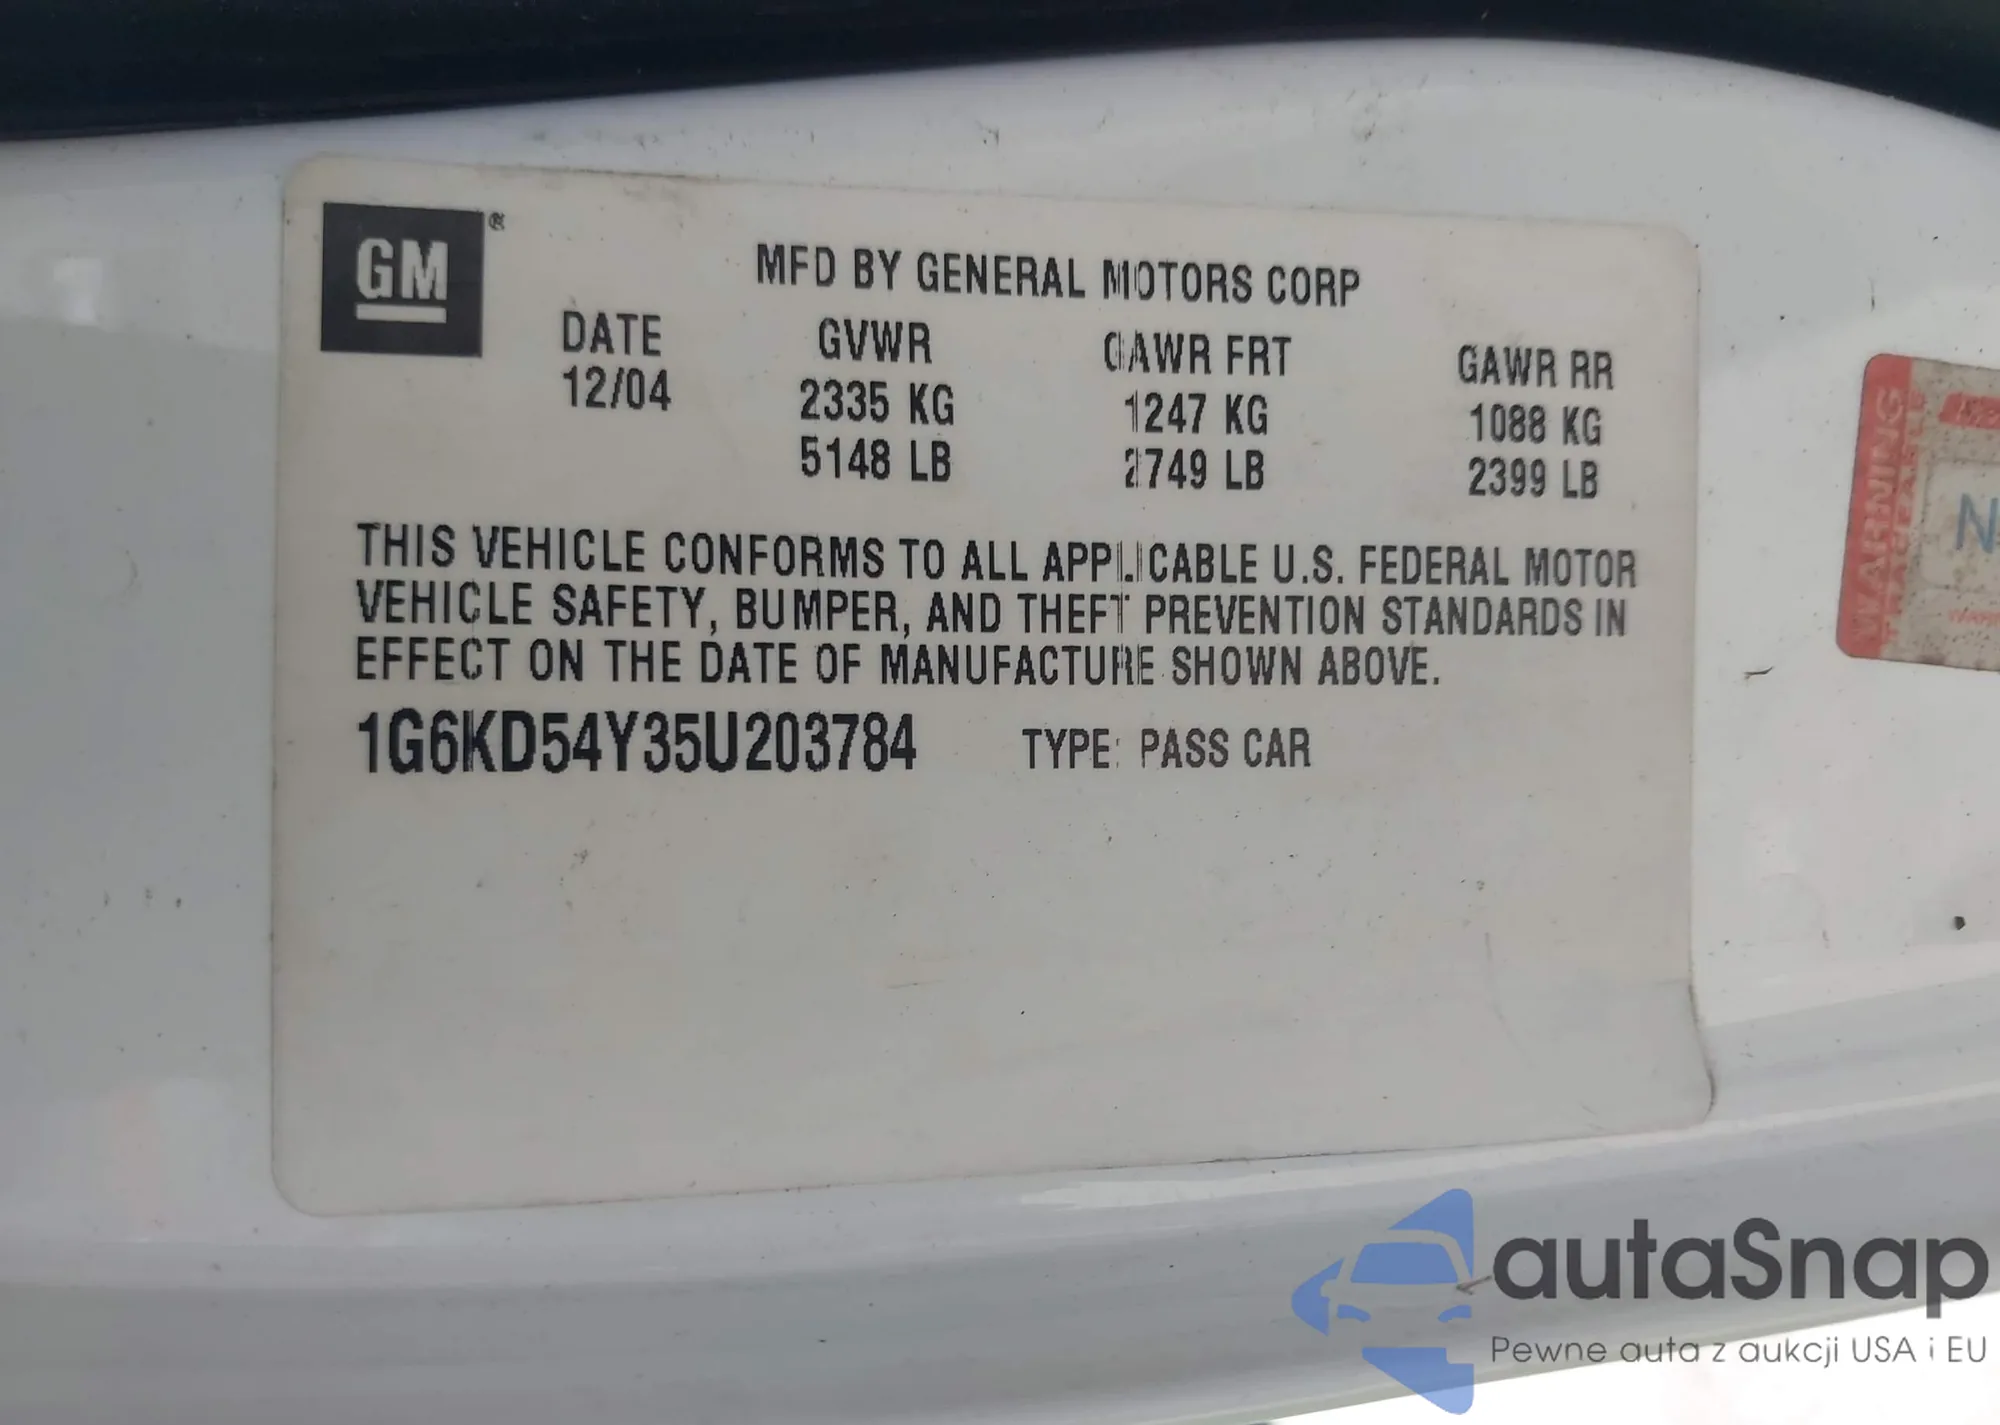 GM®
MFD BY GENERAL MOTORS CORP
DATE GVWR GAWR FRT GAWR RR
12/04 2335 KG 1247 KG 1088 KG
5148 LB 2749 LB 2399 LB
THIS VEHICLE CONFORMS TO ALL APPLICABLE U.S. FEDERAL MOTOR
VEHICLE SAFETY, BUMPER, AND THEFT PREVENTION STANDARDS IN
EFFECT ON THE DATE OF MANUFACTURE SHOWN ABOVE.
1G6KD54Y35U203784 TYPE: PASS CAR
WARNING
TRACEABLE
N
autaSnap
Pewne auta z aukcji USA i EU